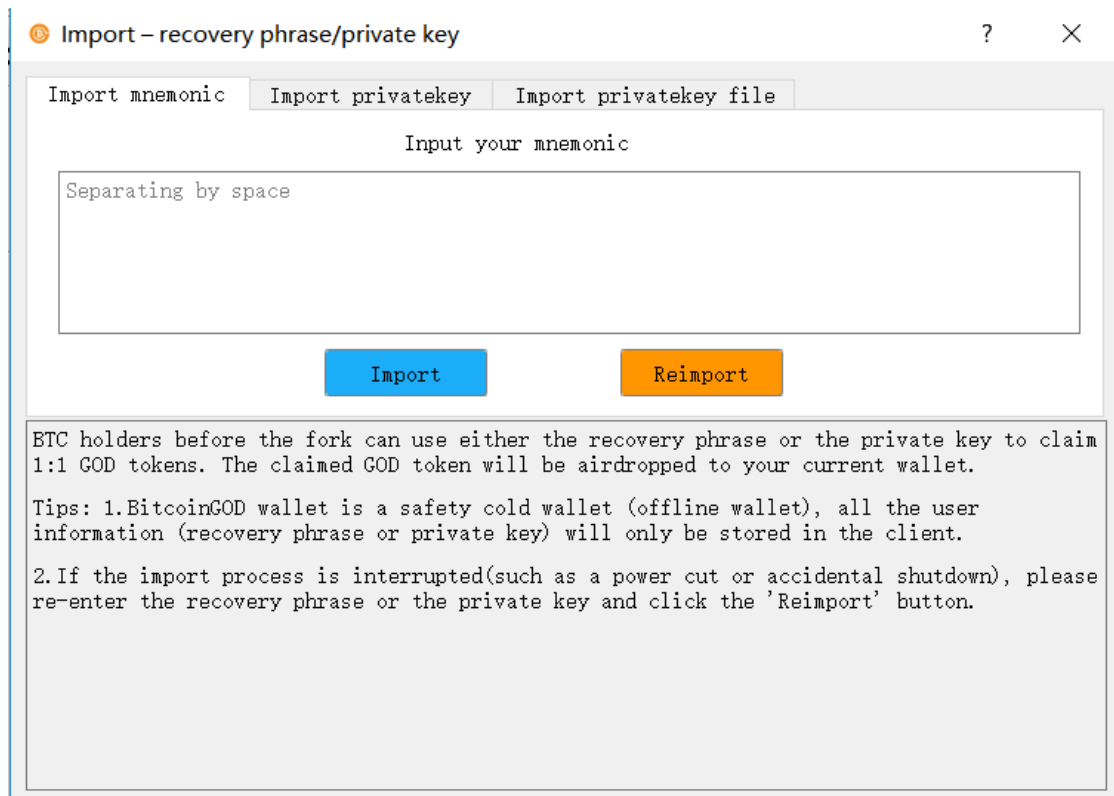 Import – recovery phrase/private key ?
Import mnemonic Import privatekey Import privatekey file
Input your mnemonic
Separating by space
Import Reimport
BTC holders before the fork can use either the recovery phrase or the private key to claim
1:1 GOD tokens. The claimed GOD token will be airdropped to your current wallet.
Tips: 1.BitcoinGOD wallet is a safety cold wallet (offline wallet), all the user
information (recovery phrase or private key) will only be stored in the client.
2.If the import process is interrupted(such as a power cut or accidental shutdown), please
re-enter the recovery phrase or the private key and click the 'Reimport' button.